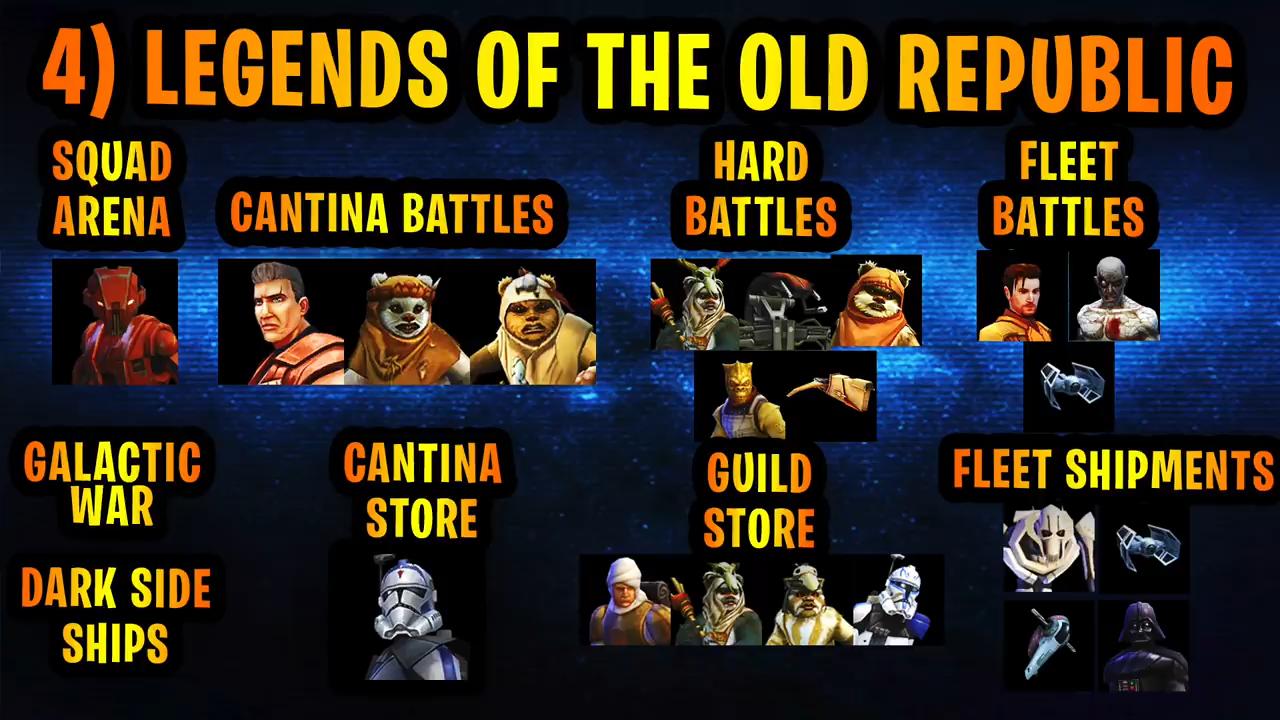 4) LEGENDS OF THE OLD REPUBLIC
SQUAD
ARENA
CANTINA BATTLES
HARD
BATTLES
FLEET
BATTLES
GALACTIC
WAR
DARK SIDE
SHIPS
CANTINA
STORE
GUILD
STORE
FLEET SHIPMENTS